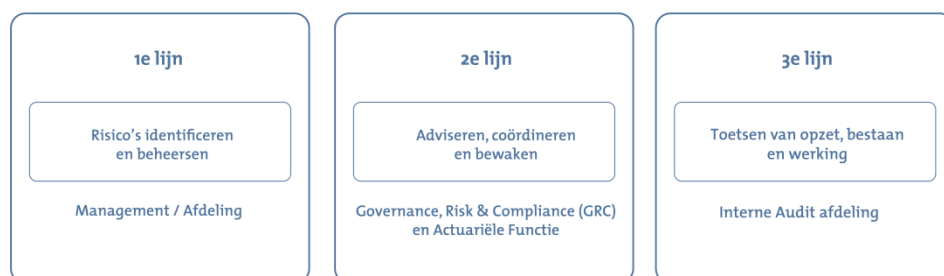 1e lijn
Risico's identificeren
en beheersen
Management / Afdeling
2e lijn
Adviseren, coördineren
en bewaken
Governance, Risk & Compliance (GRC)
en Actuariële Functie
3e lijn
Toetsen van opzet, bestaan
en werking
Interne Audit afdeling